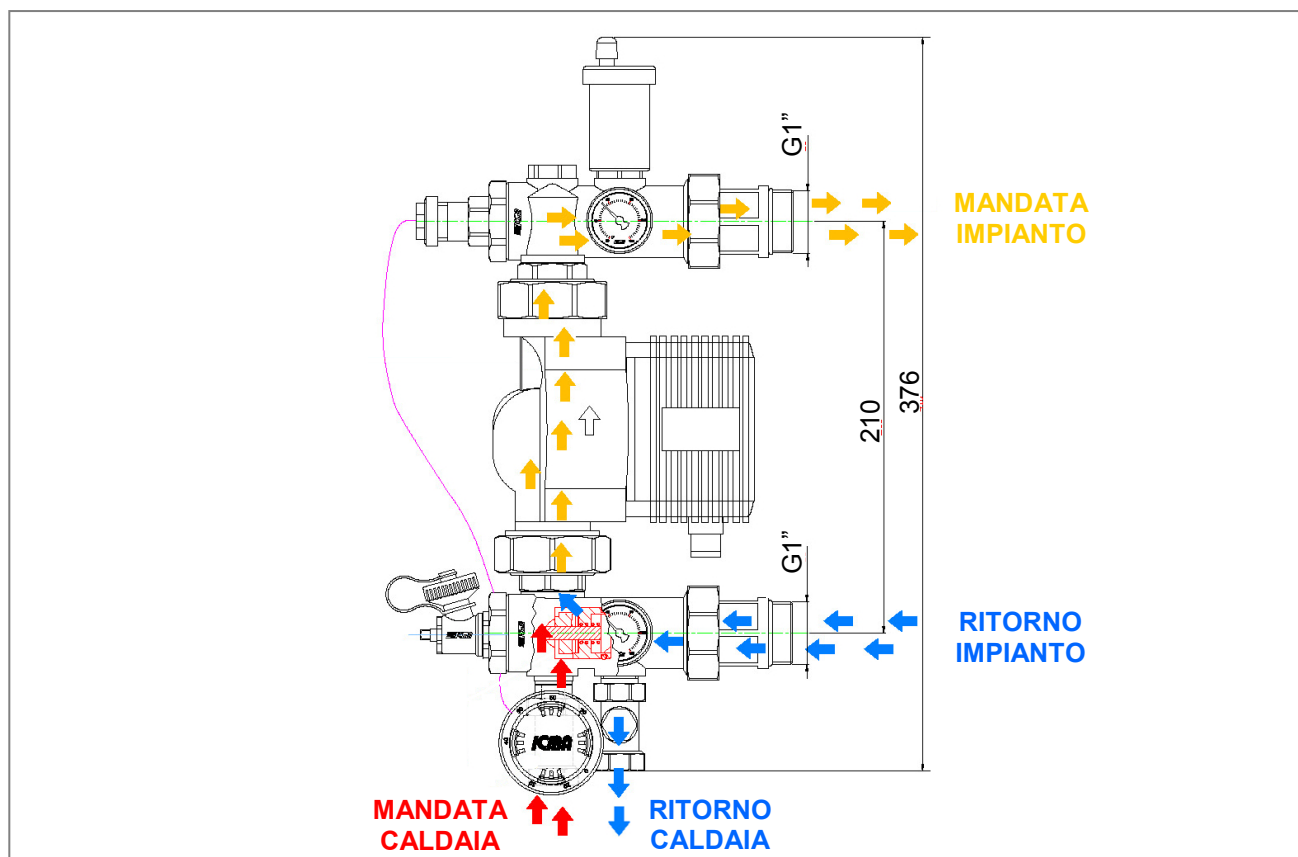 G1”
MANDATA
IMPIANTO
376
210
G1”
RITORNO
IMPIANTO
ICMA
MANDATA
CALDAIA
RITORNO
CALDAIA